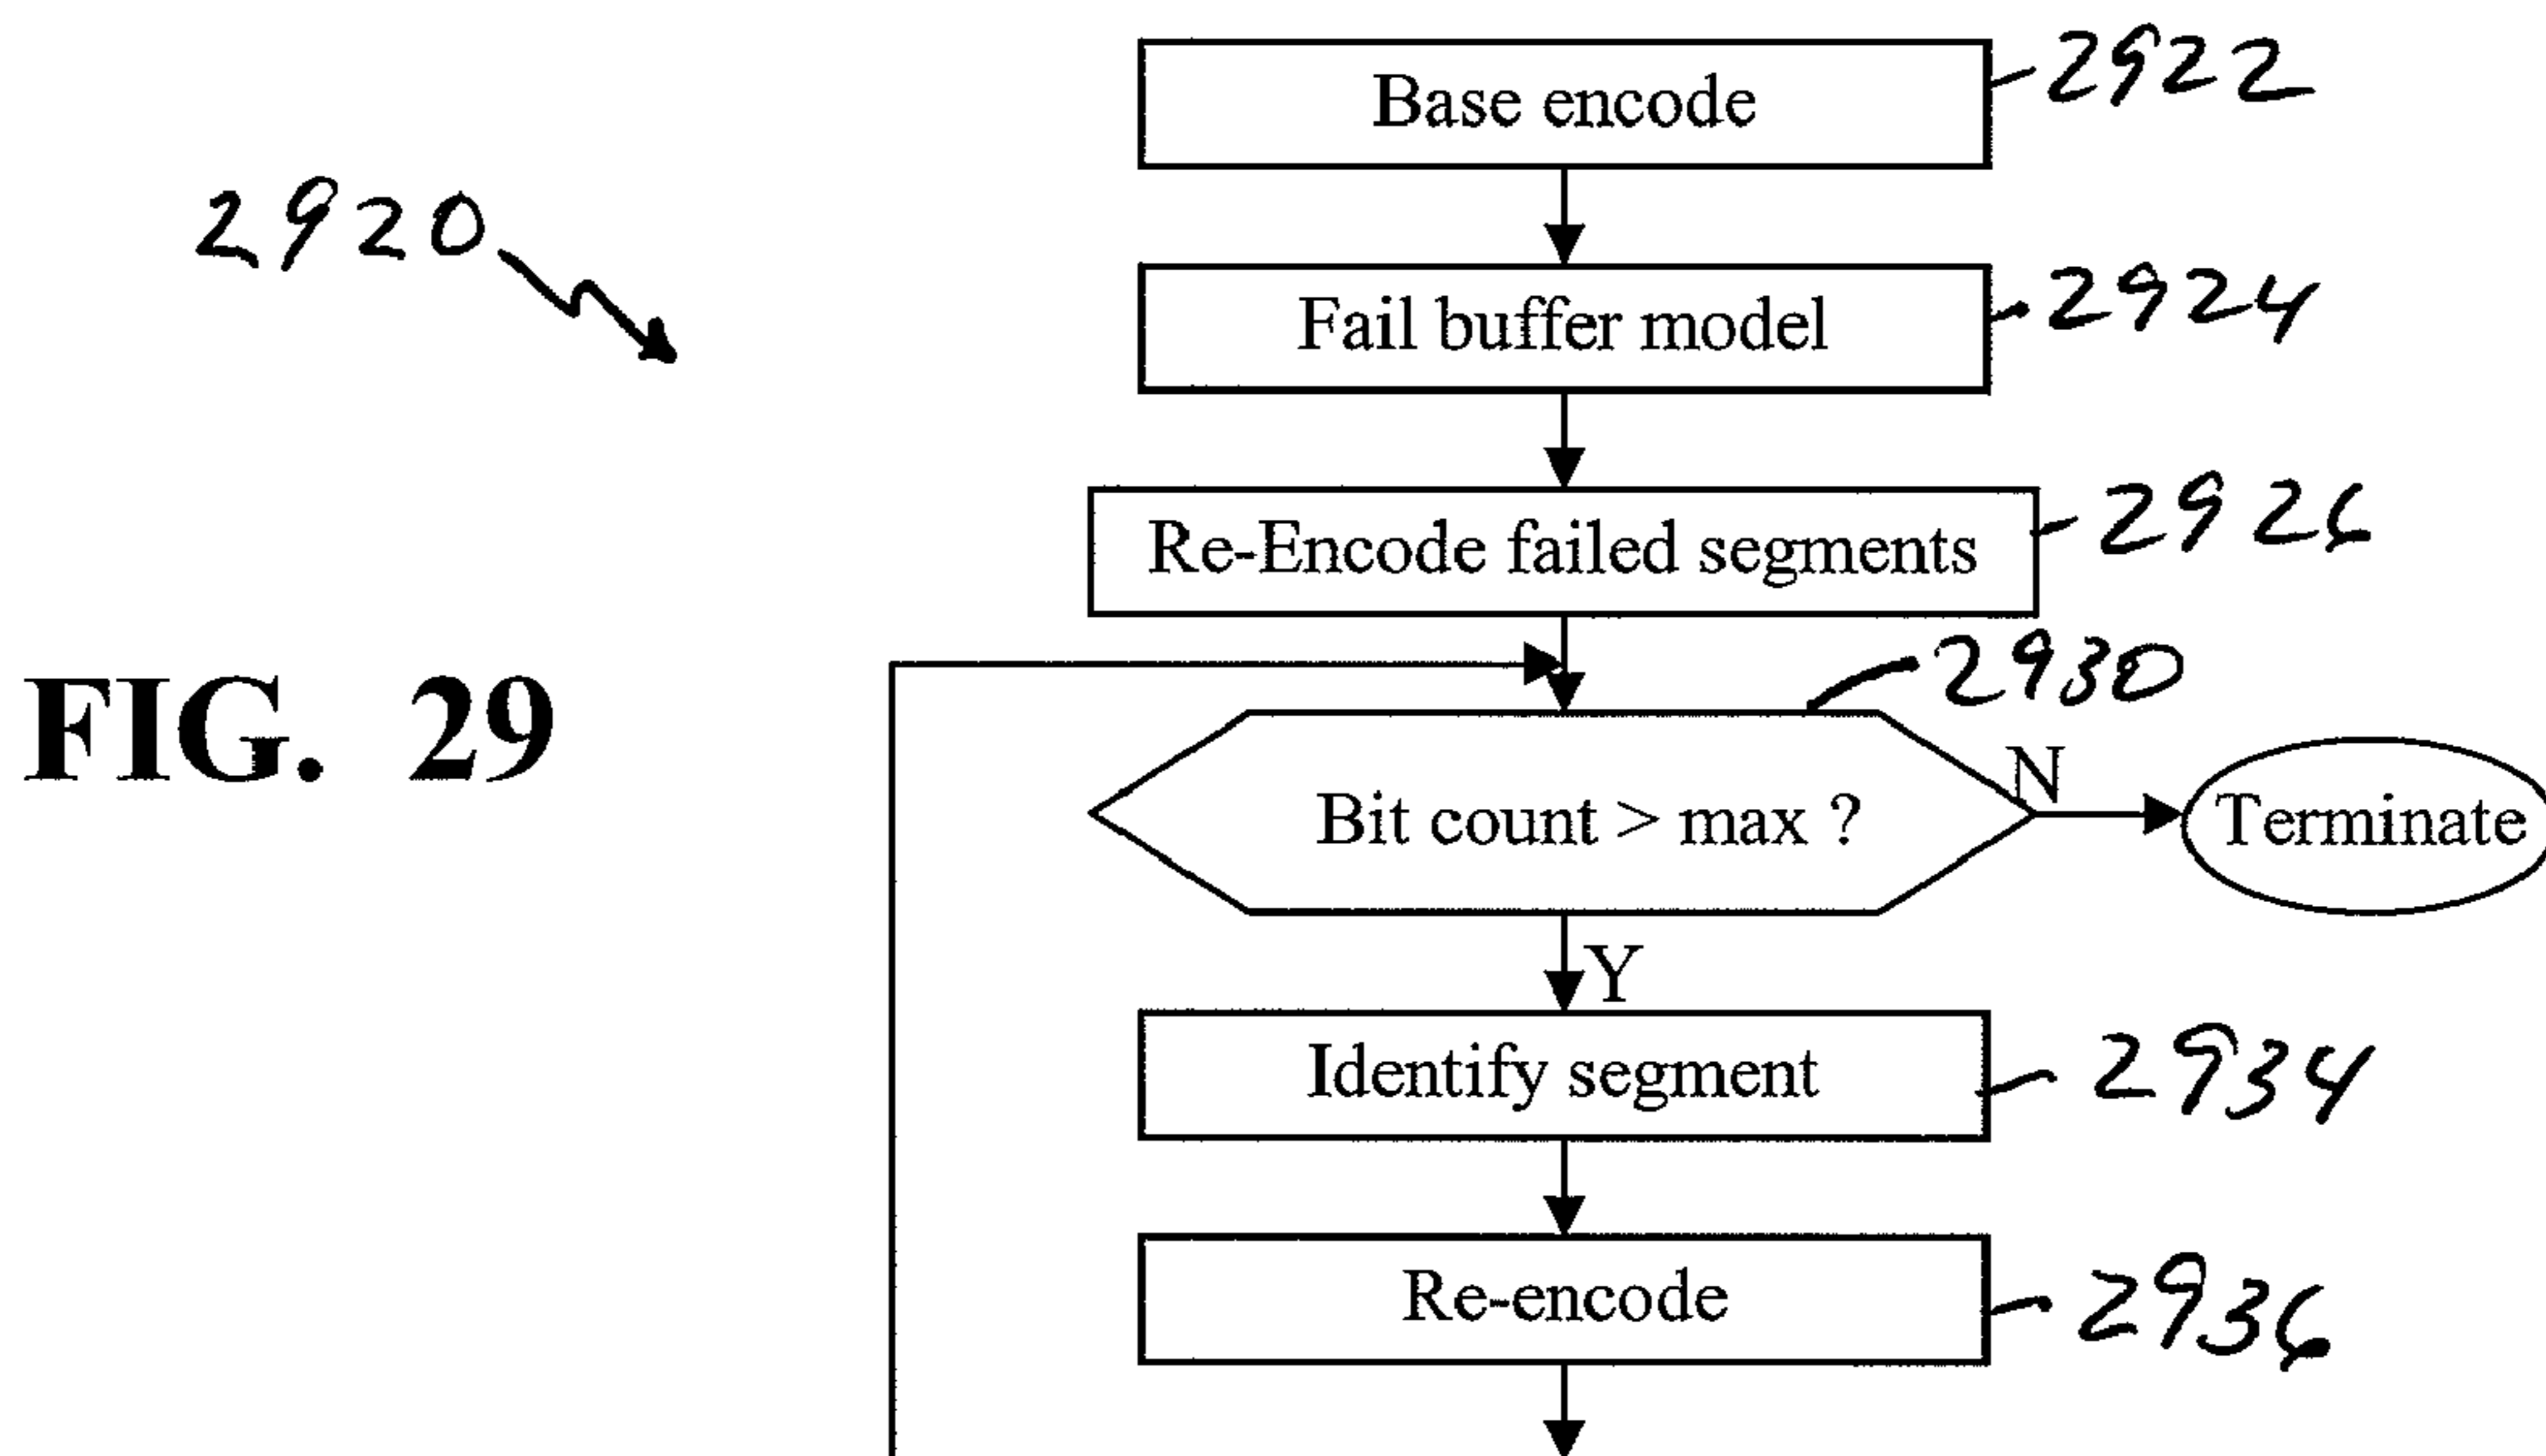 Base encode 2922
2920
Fail buffer model 2924
Re-Encode failed segments 2926
2930
FIG. 29
N
Bit count > max ?
Terminate
Y
Identify segment 2934
Re-encode 2936